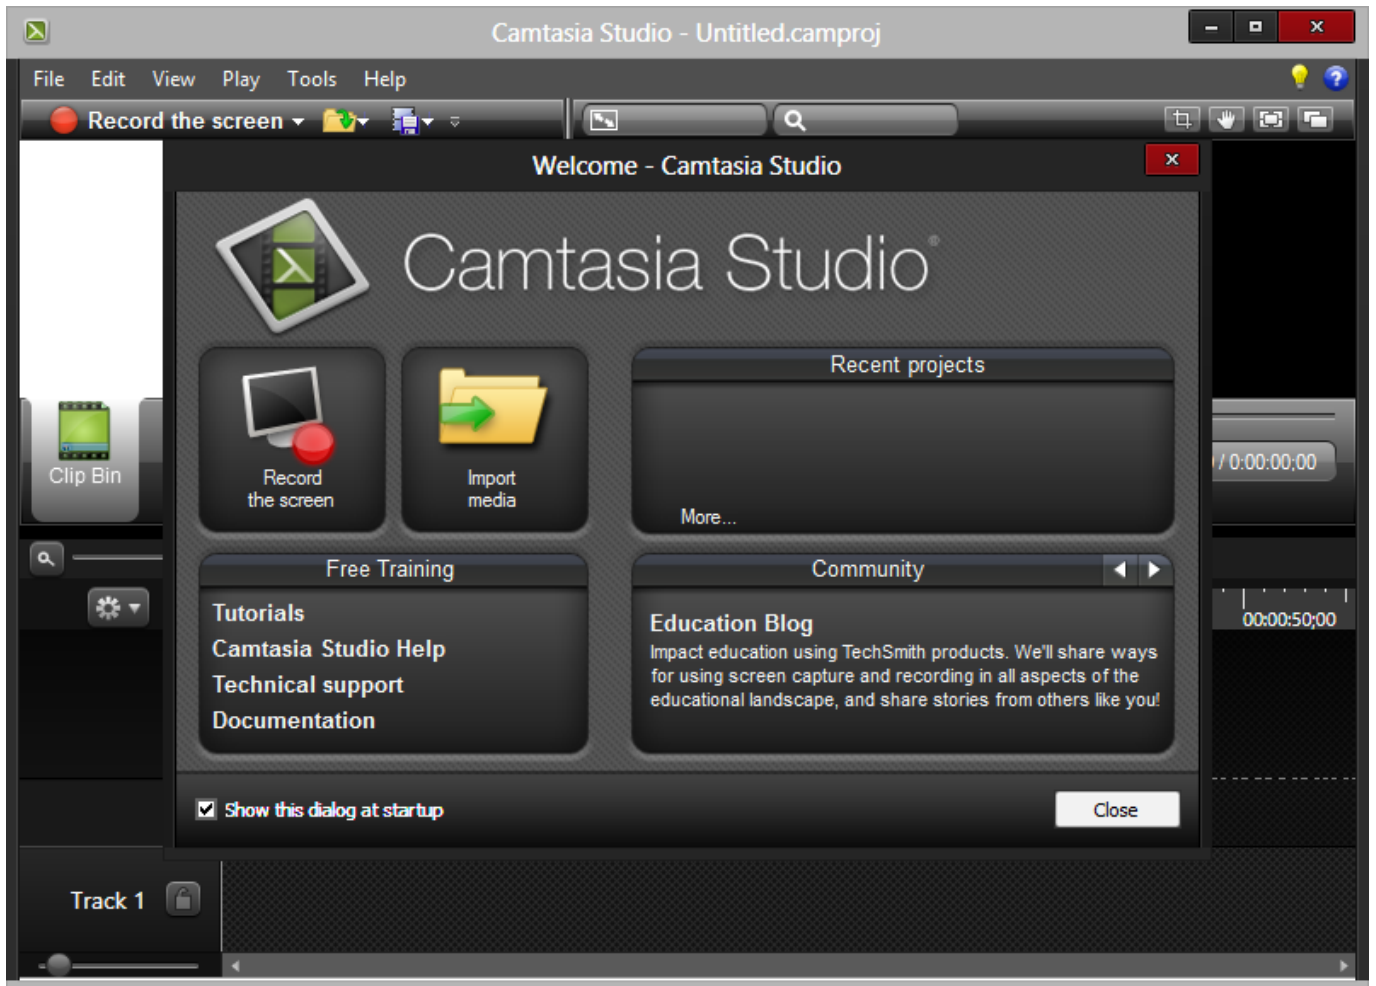 Camtasia Studio - Untitled.camproj
File Edit View Play Tools Help
Record the screen
Welcome - Camtasia Studio
Camtasia Studio®
Record
the screen
Import
media
Recent projects
More...
Clip Bin
/ 0:00:00;00
Free Training
Tutorials
Camtasia Studio Help
Technical support
Documentation
Community
Education Blog
Impact education using TechSmith products. We'll share ways
for using screen capture and recording in all aspects of the
educational landscape, and share stories from others like you!
00:00:50;00
Show this dialog at startup
Close
Track 1